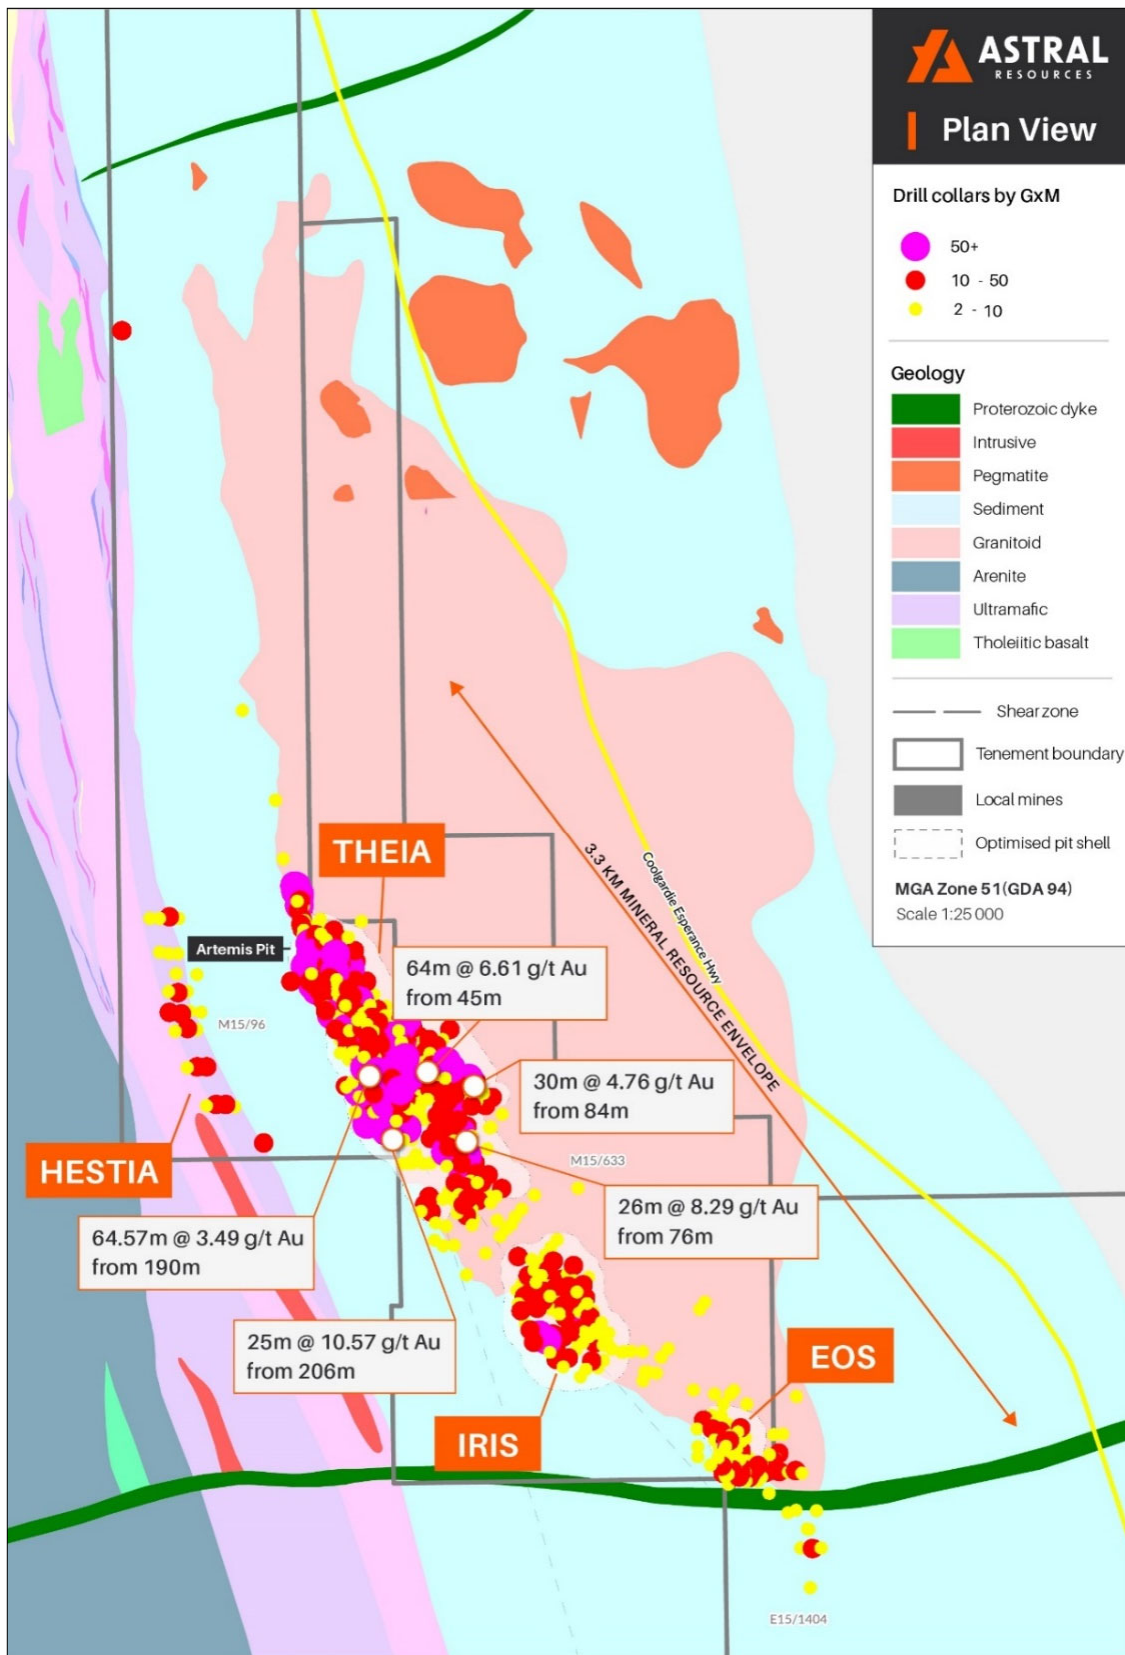 ASTRAL
RESOURCES
Plan View
Drill collars by GxM
50+
10 - 50
2 - 10
Geology
Proterozoic dyke
Intrusive
Pegmatite
Sediment
Granitoid
Arenite
Ultramafic
Tholeiitic basalt
Shear zone
Tenement boundary
Local mines
Optimised pit shell
MGA Zone 51(GDA 94)
Scale 1:25 000
THEIA
3.3 KM MINERAL RESOURCE ENVELOPE
Coolgardie Esperance Hwy
Artemis Pit
64m @ 6.61 g/t Au
from 45m
M15/96
30m @ 4.76 g/t Au
from 84m
HESTIA
M15/633
26m @ 8.29 g/t Au
from 76m
64.57m @ 3.49 g/t Au
from 190m
25m @ 10.57 g/t Au
from 206m
EOS
IRIS
E15/1404